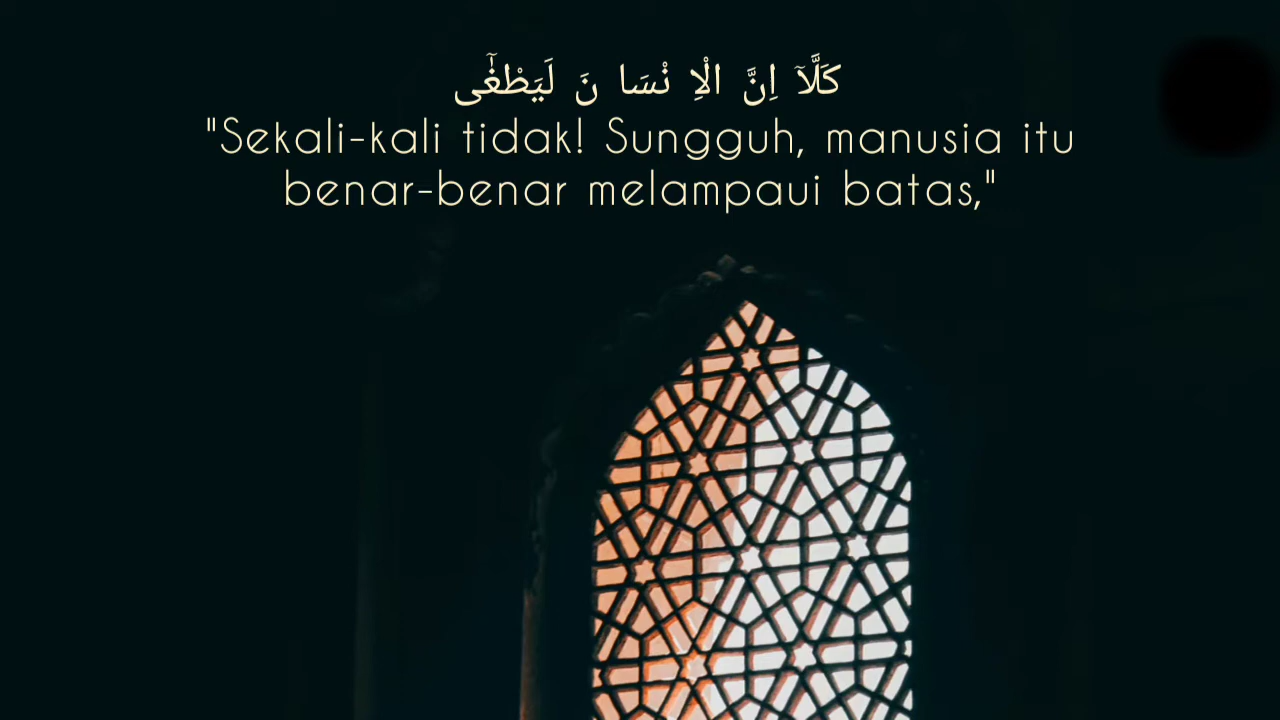 كَلَّاۤ اِنَّ الْاِ نْسَا نَ لَيَطْغٰۤى
"Sekali-kali tidak! Sungguh, manusia itu
benar-benar melampaui batas,"